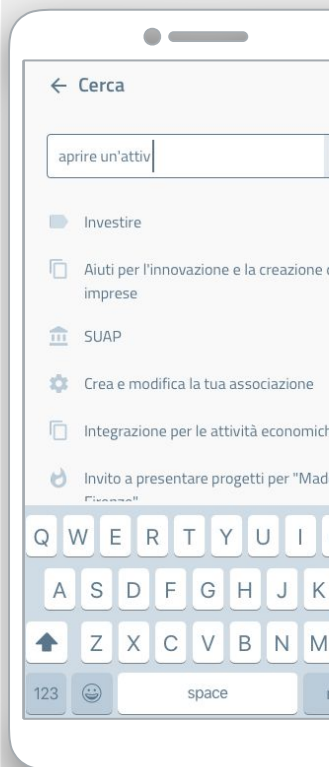 Cerca
aprire un'attiv
Investire
Aiuti per l'innovazione e la creazione
imprese
SUAP
Crea e modifica la tua associazione
Integrazione per le attività economich
Invito a presentare progetti per "Mad
Firenze"
Q W E R T Y U I
A S D F G H J K
Z X C V B N M
123 space